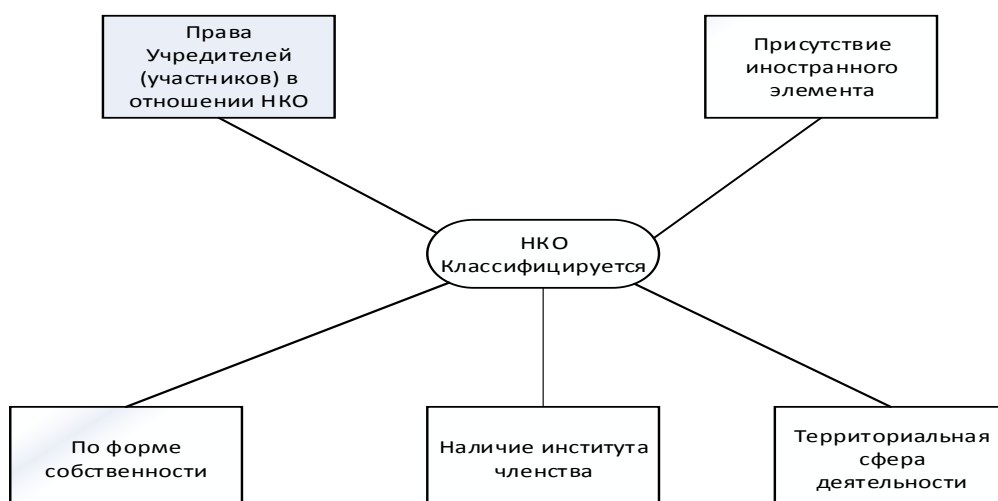 Права
Учредителей
(участников) в
отношении НКО
Присутствие
иностранного
элемента
НКО
Классифицируется
По форме
собственности
Наличие института
членства
Территориальная
сфера
деятельности